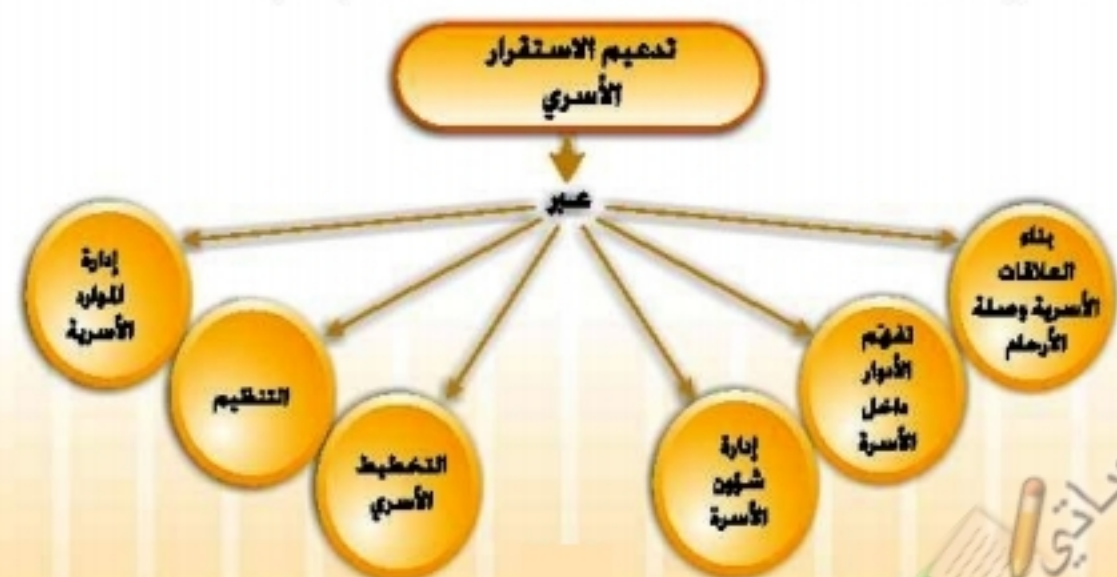 تدعيم الاستقرار
الأسري
عبر
بناء
العلاقات
الأسرية وصلة
الأرحام
تفهّم
الأدوار
داخل
الأسرة
إدارة
شؤون
الأسرة
التخطيط
الأسري
التنظيم
إدارة
الموارد
الأسرية